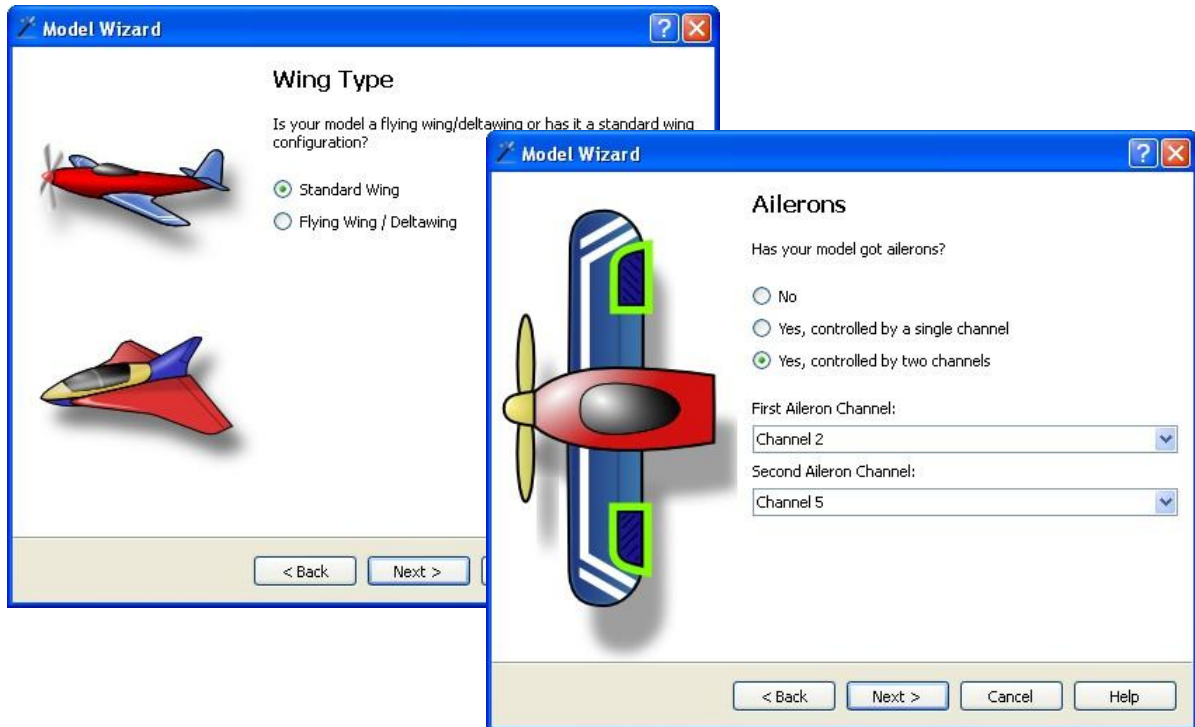 Model Wizard
Wing Type
Is your model a flying wing/deltawing or has it a standard wing
configuration?
Standard Wing
Flying Wing / Deltawing
< Back
Next >
Model Wizard
Ailerons
Has your model got ailerons?
No
Yes, controlled by a single channel
Yes, controlled by two channels
First Aileron Channel:
Channel 2
Second Aileron Channel:
Channel 5
< Back
Next >
Cancel
Help